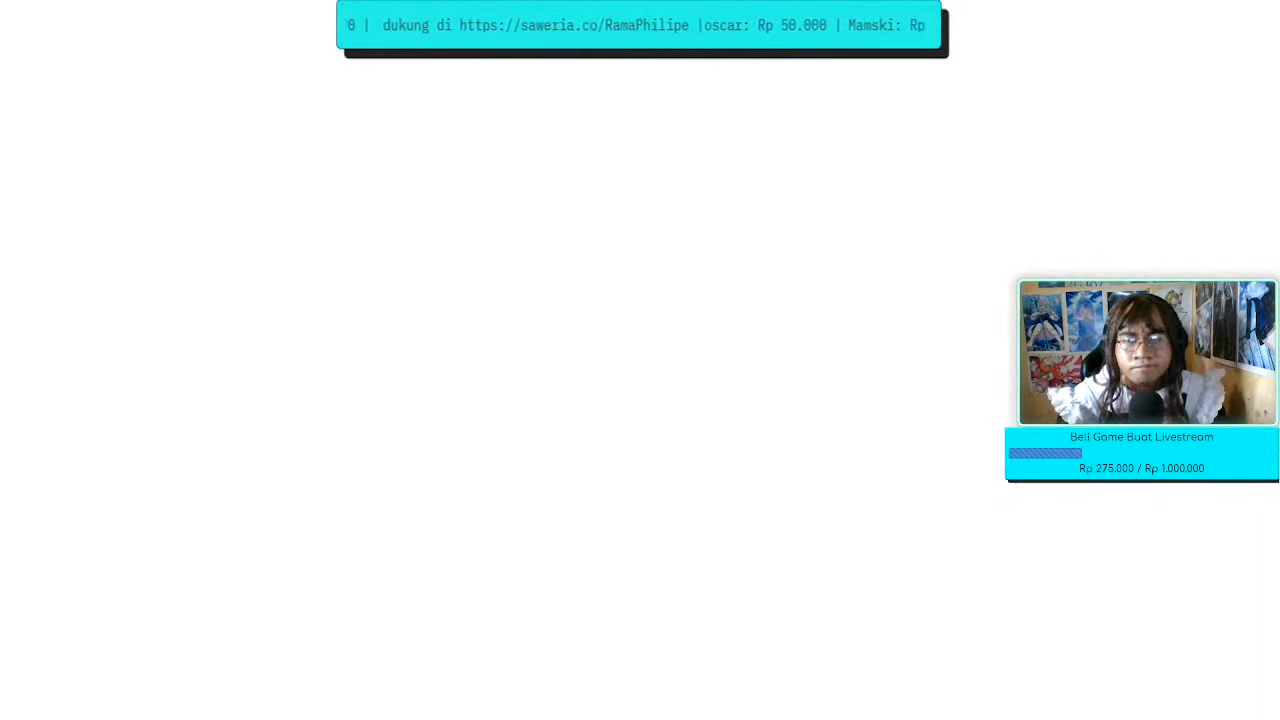 0 | dukung di https://saweria.co/RamaPhilipe |oscar: Rp 50.000 | Mamski: Rp
Beli Game Buat Livestream
Rp 275.000 / Rp 1.000.000